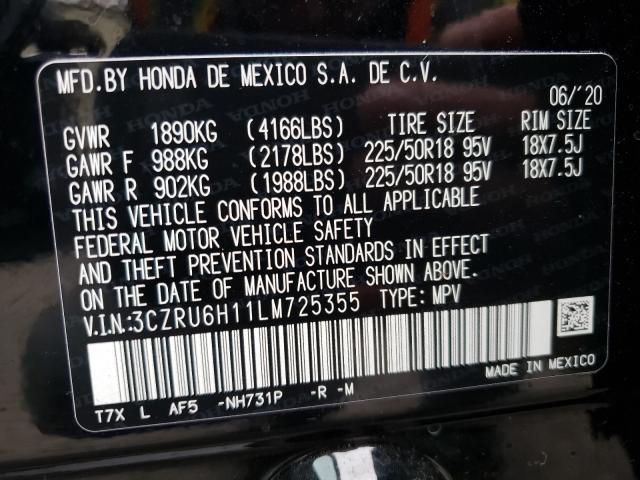 MFD.BY HONDA DE MEXICO S.A. DE C.V.
06/'20
GVWR 1890KG (4166LBS) TIRE SIZE RIM SIZE
GAWR F 988KG (2178LBS) 225/50R18 95V 18X7.5J
GAWR R 902KG (1988LBS) 225/50R18 95V 18X7.5J
THIS VEHICLE CONFORMS TO ALL APPLICABLE
FEDERAL MOTOR VEHICLE SAFETY
AND THEFT PREVENTION STANDARDS IN EFFECT
ON THE DATE OF MANUFACTURE SHOWN ABOVE.
V.I.N.:3CZRU6H11LM725355 TYPE: MPV
MADE IN MEXICO
T7X L AF5 -NH731P -R -M